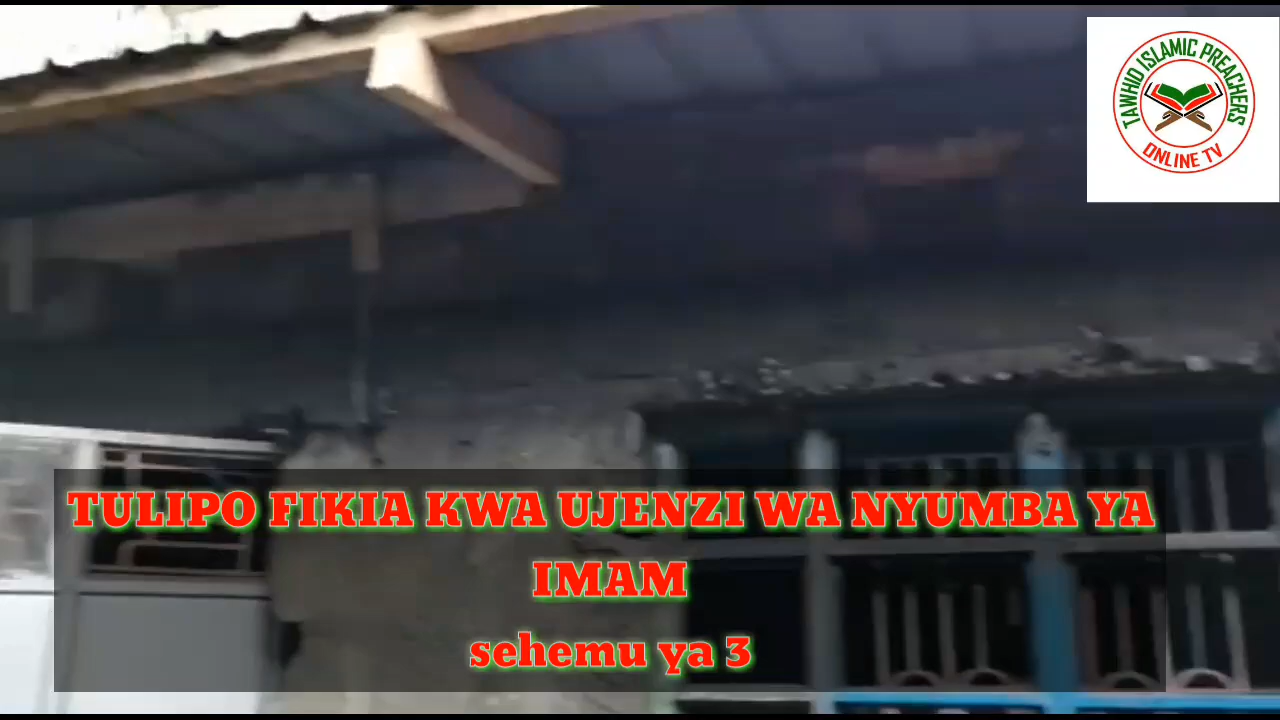 TAWHID ISLAMIC PREACHERS
ONLINE TV
TULIPO FIKIA KWA UJENZI WA NYUMBA YA
IMAM
sehemu ya 3